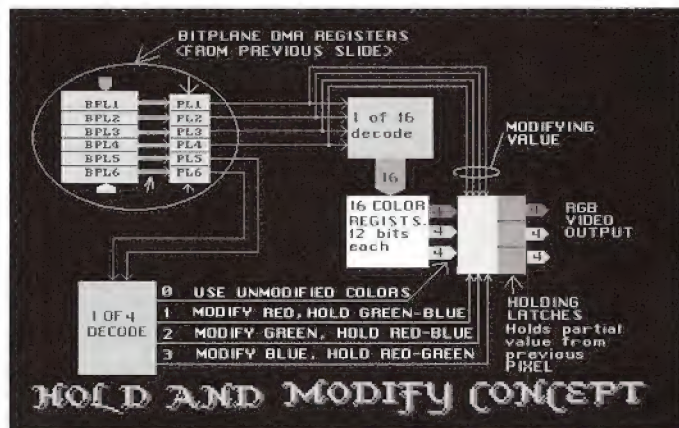 BITPLANE DMA REGISTERS
<FROM PREVIOUS SLIDE>
BPL1 PL1
BPL2 PL2
BPL3 PL3
BPL4 PL4
BPL5 PL5
BPL6 PL6
1 of 16
decode
MODIFYING
VALUE
16
16 COLOR
REGISTS.
12 bits
each
4 4
4 4
4 4
RGB
VIDEO
OUTPUT
1 OF 4
DECODE
0 USE UNMODIFIED COLORS
1 MODIFY RED, HOLD GREEN-BLUE
2 MODIFY GREEN, HOLD RED-BLUE
3 MODIFY BLUE, HOLD RED-GREEN
HOLDING
LATCHES
Holds partial
value from
previous
PIXEL
HOLD AND MODIFY CONCEPT